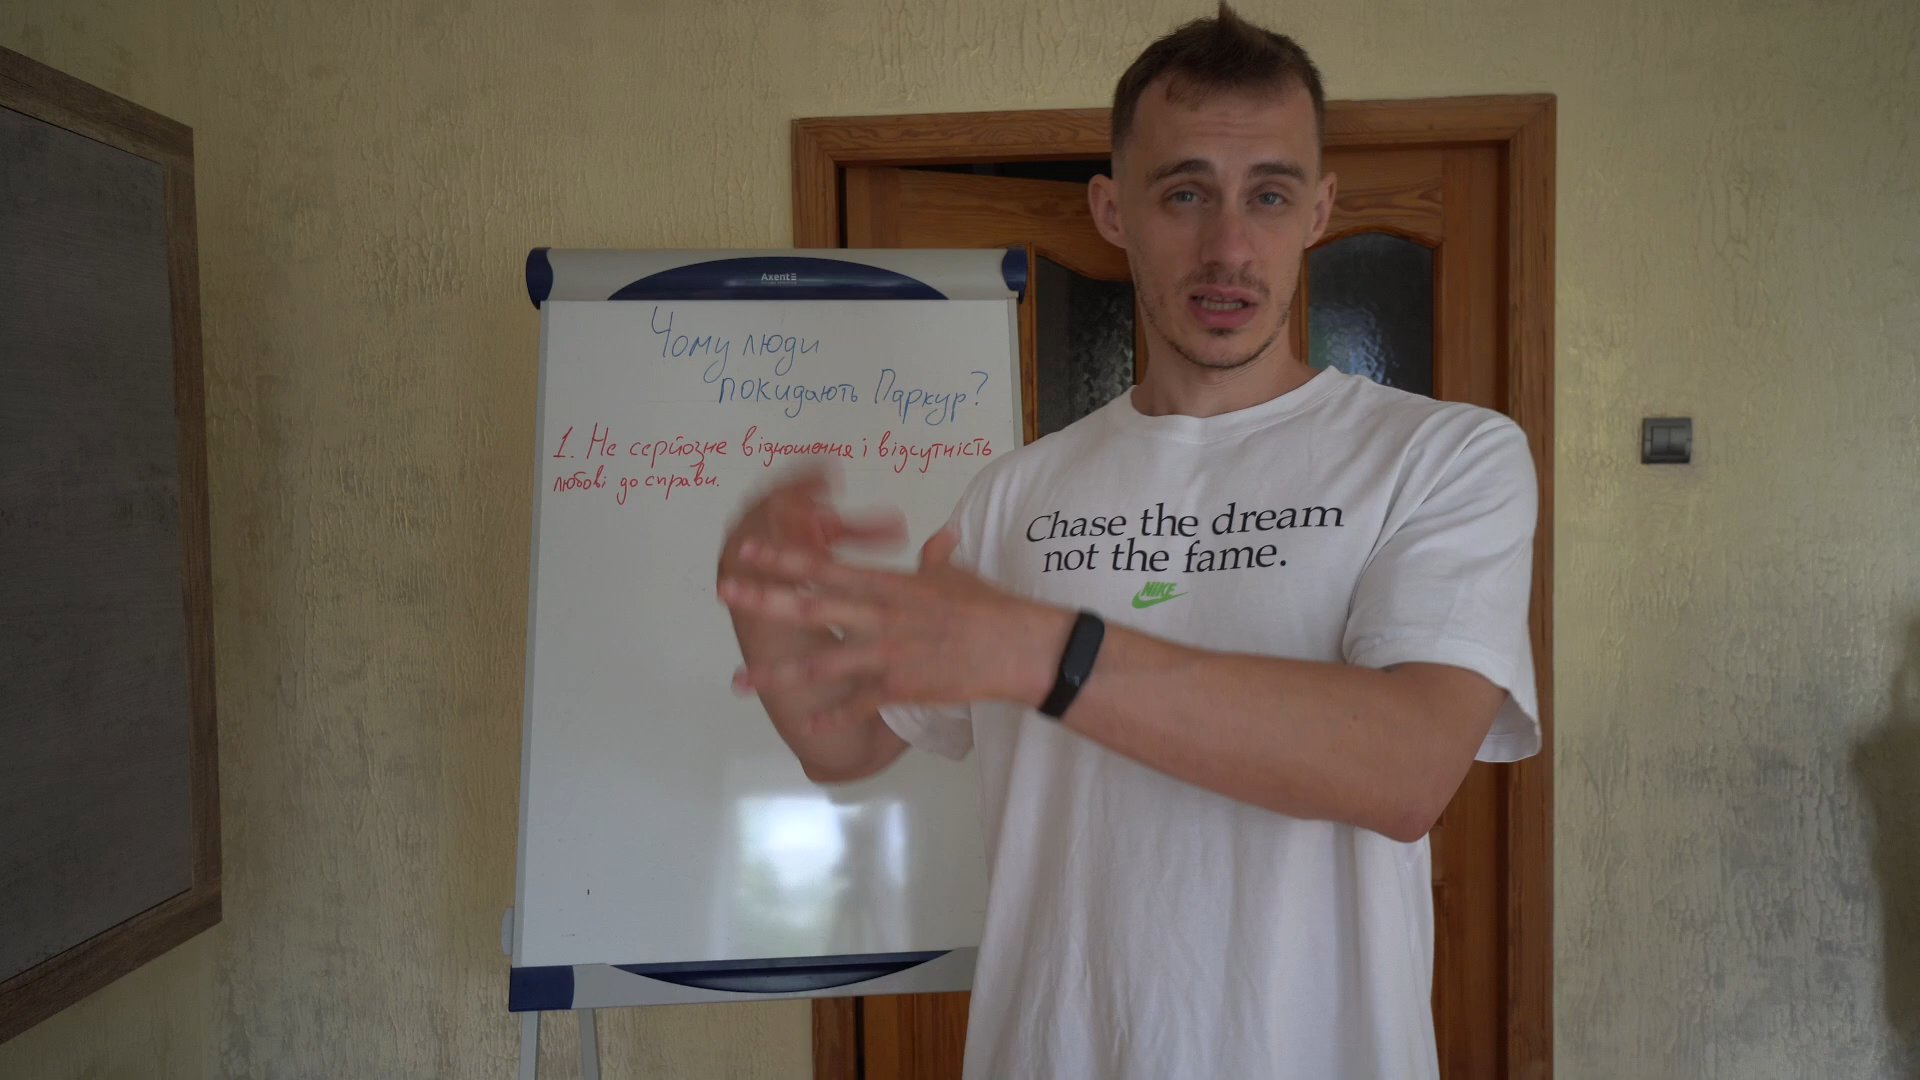 Axent
Чому люди
покидають Паркур?
1. Не серйозне відношення і відсутність
любові до справи.
Chase the dream
not the fame.
NIKE